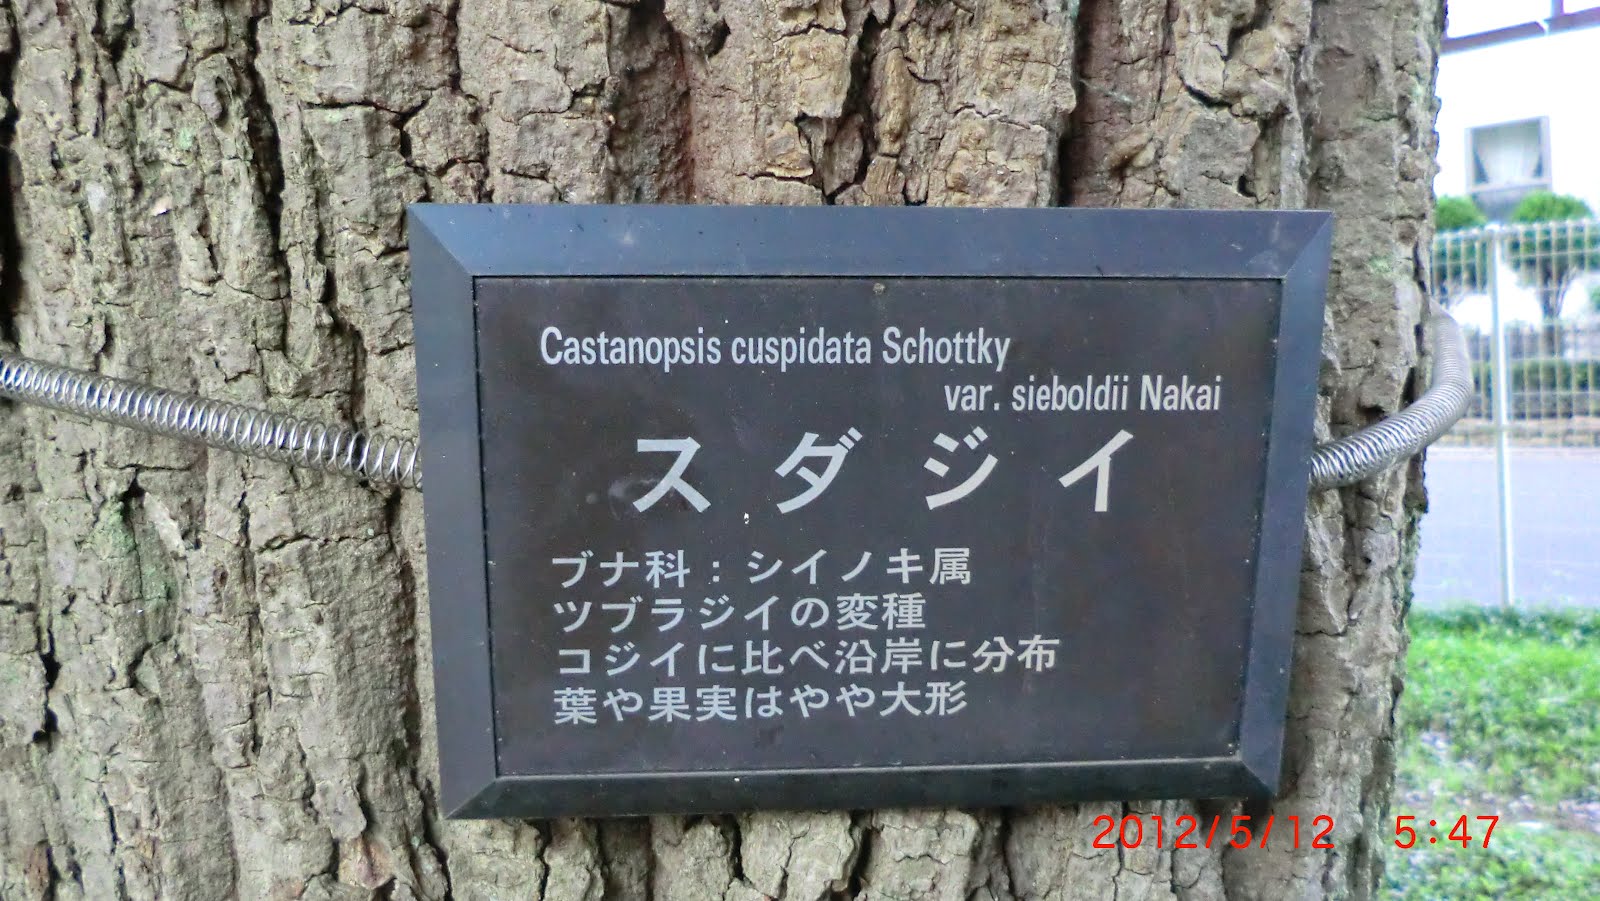 Castanopsis cuspidata Schottky
var. sieboldii Nakai
スダジイ
ブナ科：シイノキ属
ツブラジイの変種
コジイに比べ沿岸に分布
葉や果実はやや大形
2012/5/12 5:47